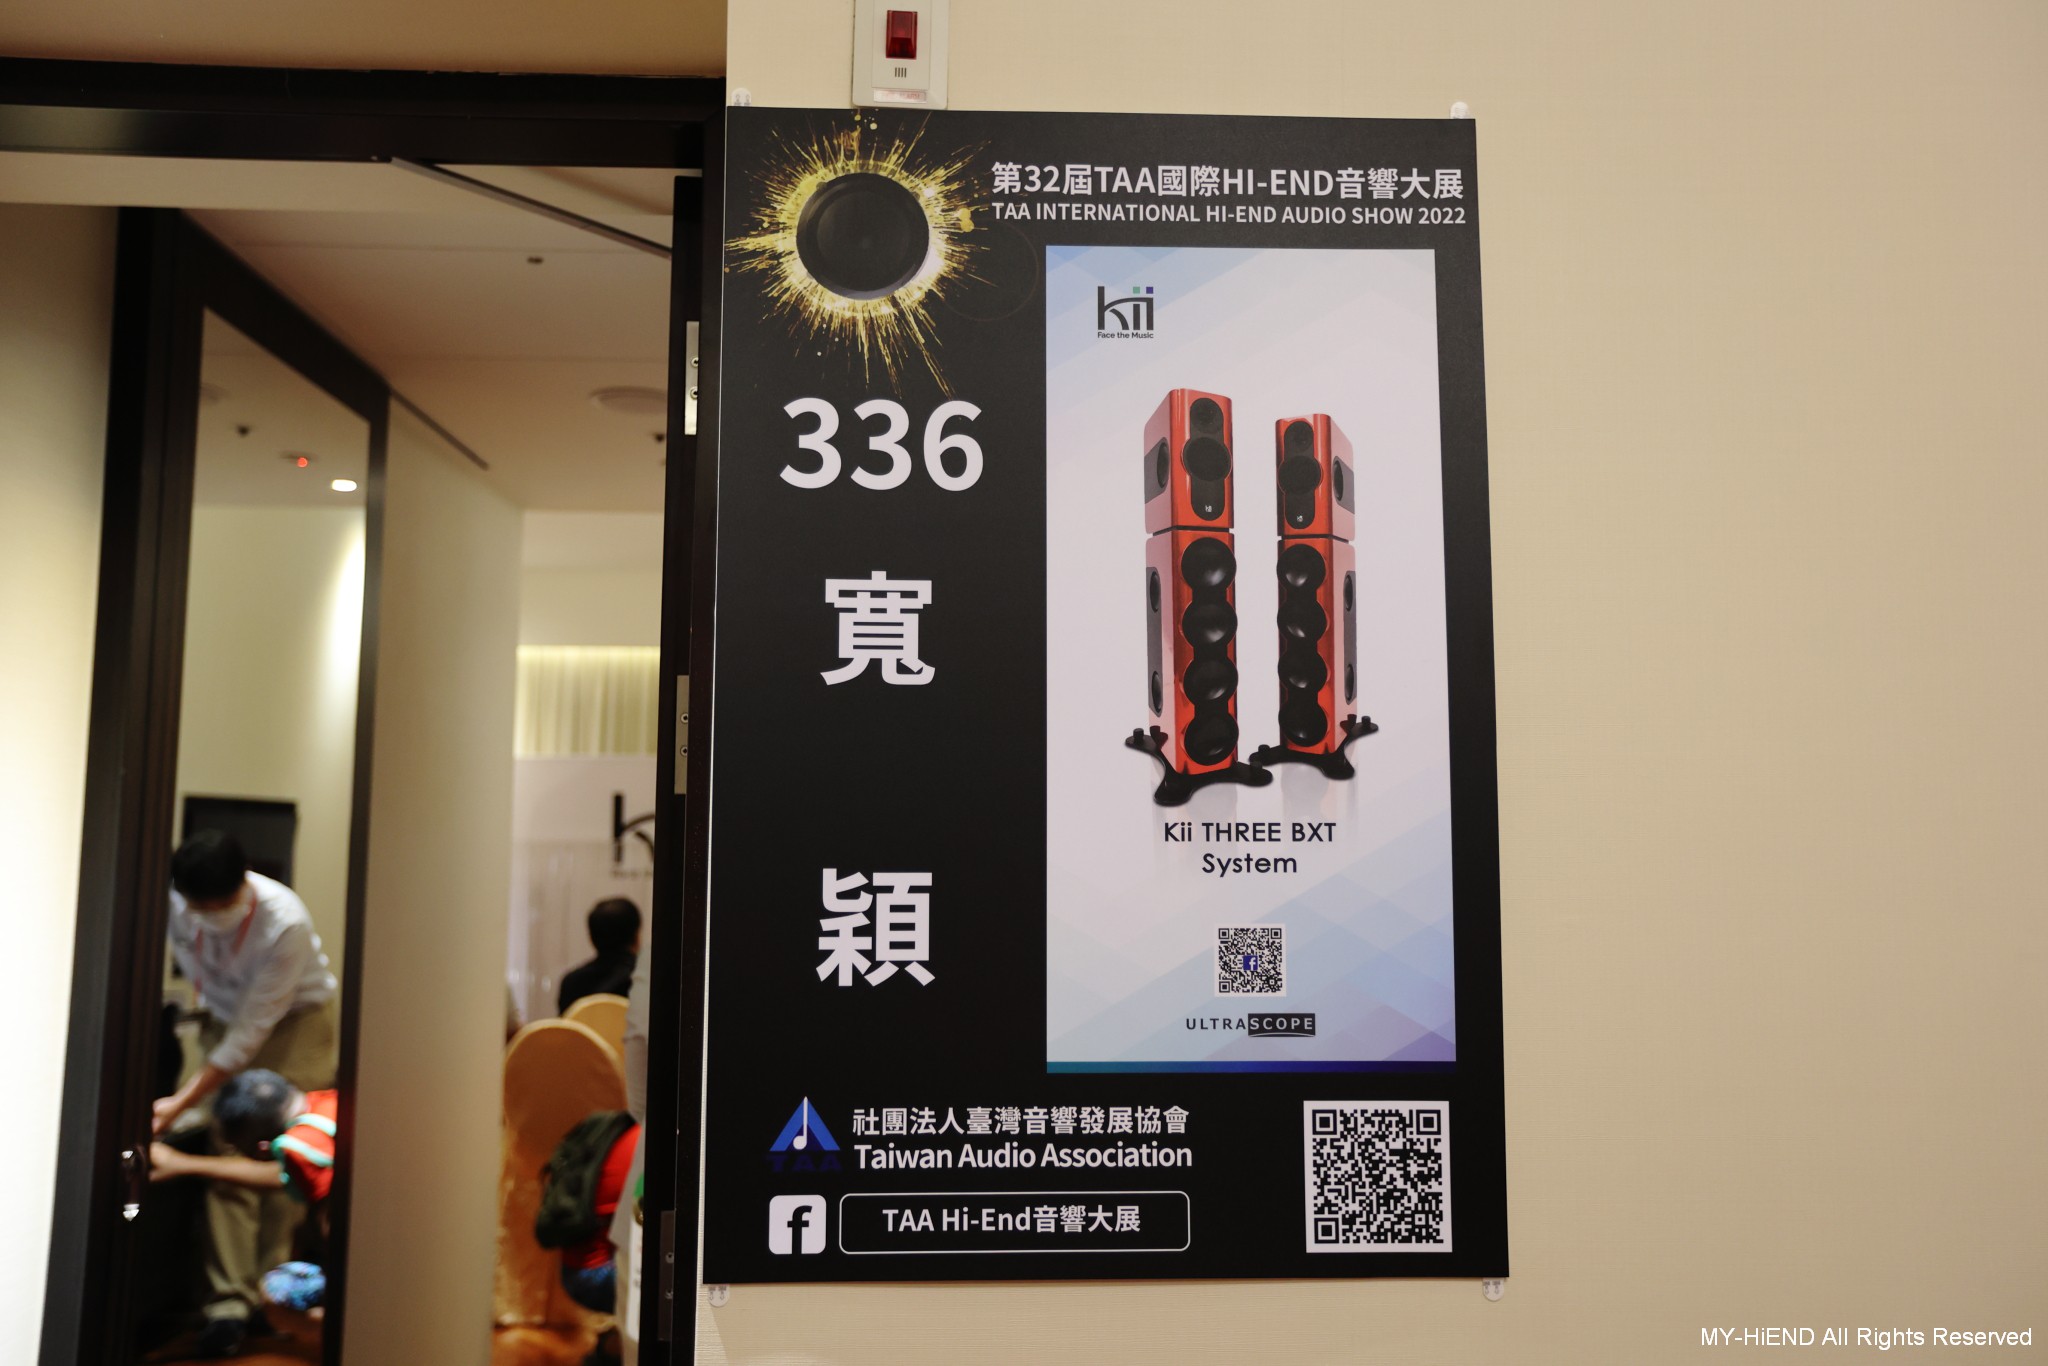 第32屆TAA國際HI-END音響大展
TAA INTERNATIONAL HI-END AUDIO SHOW 2022
kii
Face the Music
336
寬
穎
Kii THREE BXT
System
ULTRASCOPE
TAA
社團法人臺灣音響發展協會
Taiwan Audio Association
f
TAA Hi-End音響大展
MY-HiEND All Rights Reserved